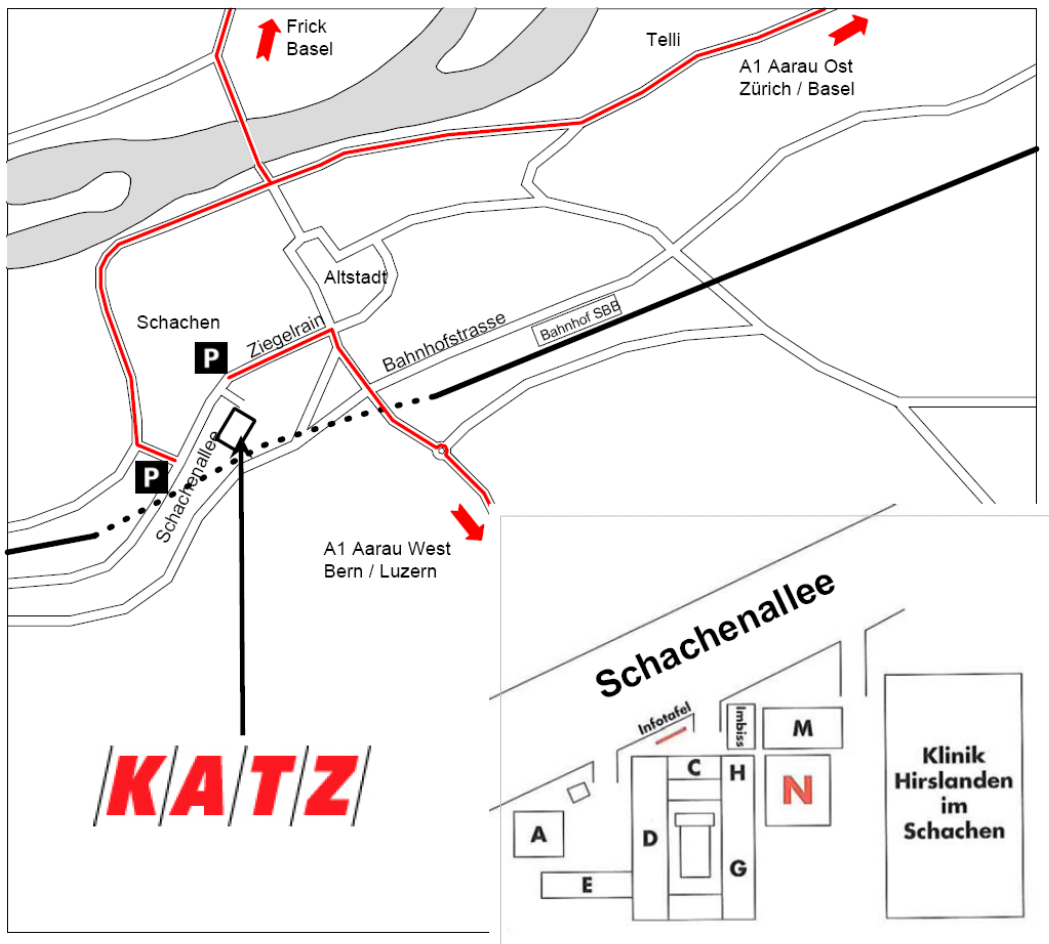 Frick
Basel
Telli
A1 Aarau Ost
Zürich / Basel
Altstadt
Schachen
Ziegelrain
Bahnhofstrasse
Bahnhof SBB
P
P
Schachenallee
A1 Aarau West
Bern / Luzern
KATZ
Schachenallee
Infotafel
Imbiss
M
C
H
N
Klinik
Hirslanden
im
Schachen
A
D
G
E